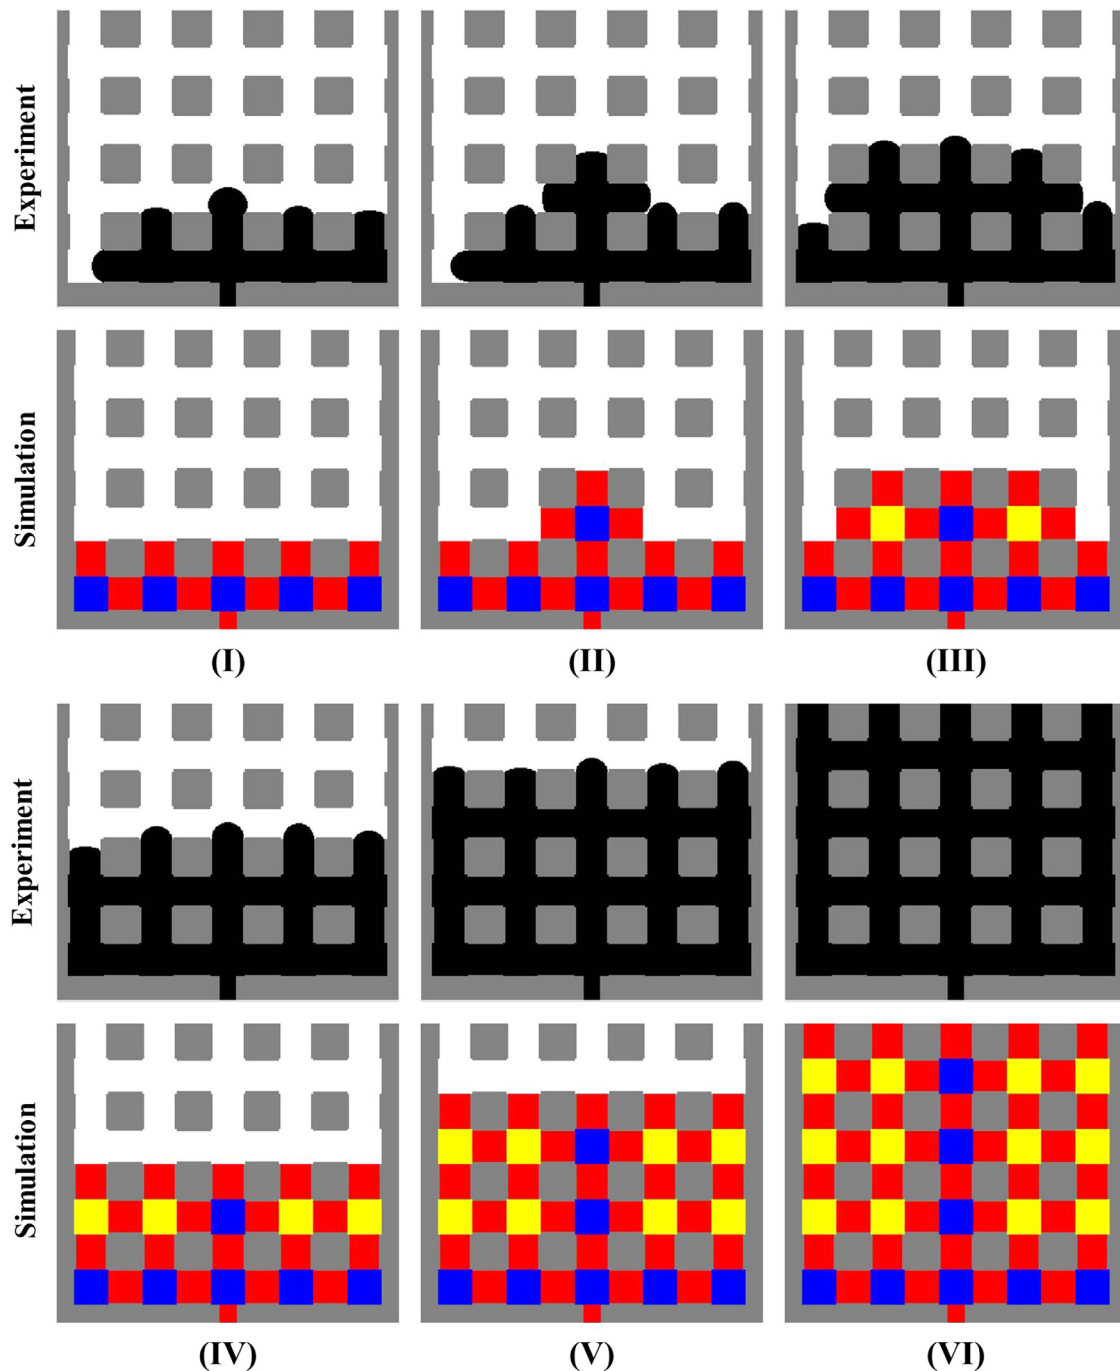 Experiment
Simulation
(I) (II) (III)
Experiment
Simulation
(IV) (V) (VI)